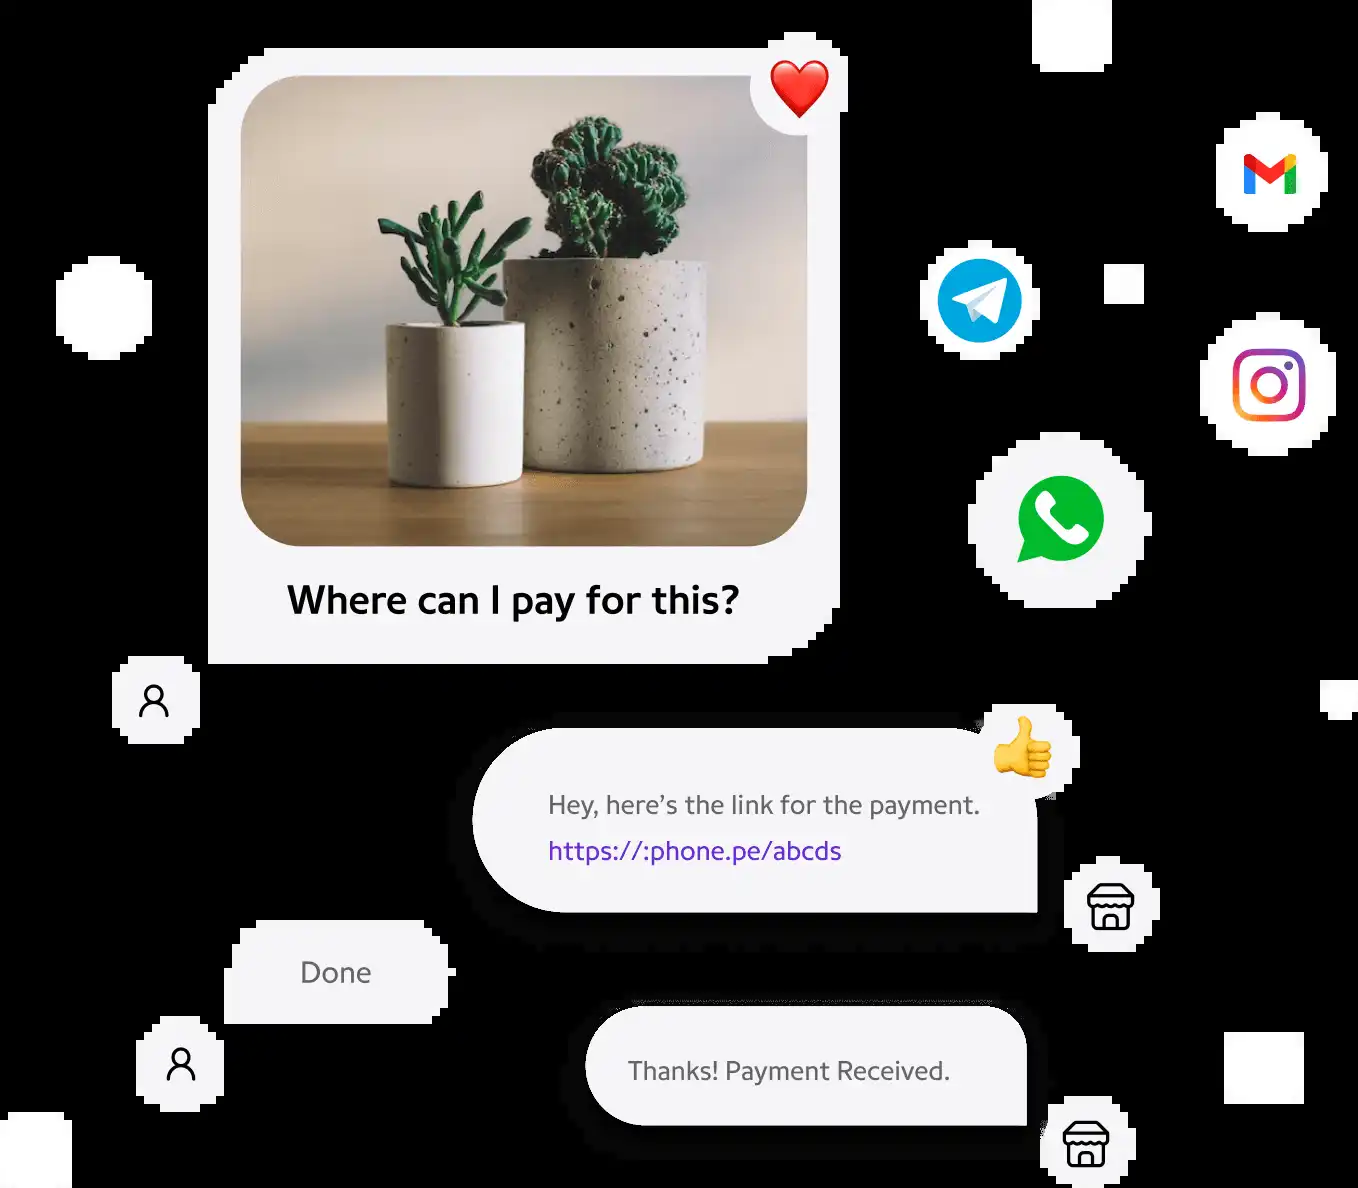 Where can I pay for this?
Hey, here’s the link for the payment.
https://:phone.pe/abcds
Done
Thanks! Payment Received.